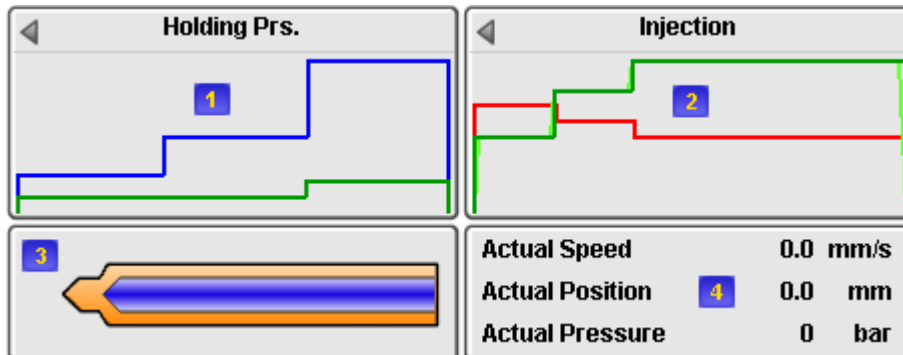 Holding Prs.
1
Injection
2
3
Actual Speed 0.0 mm/s
Actual Position 4 0.0 mm
Actual Pressure 0 bar